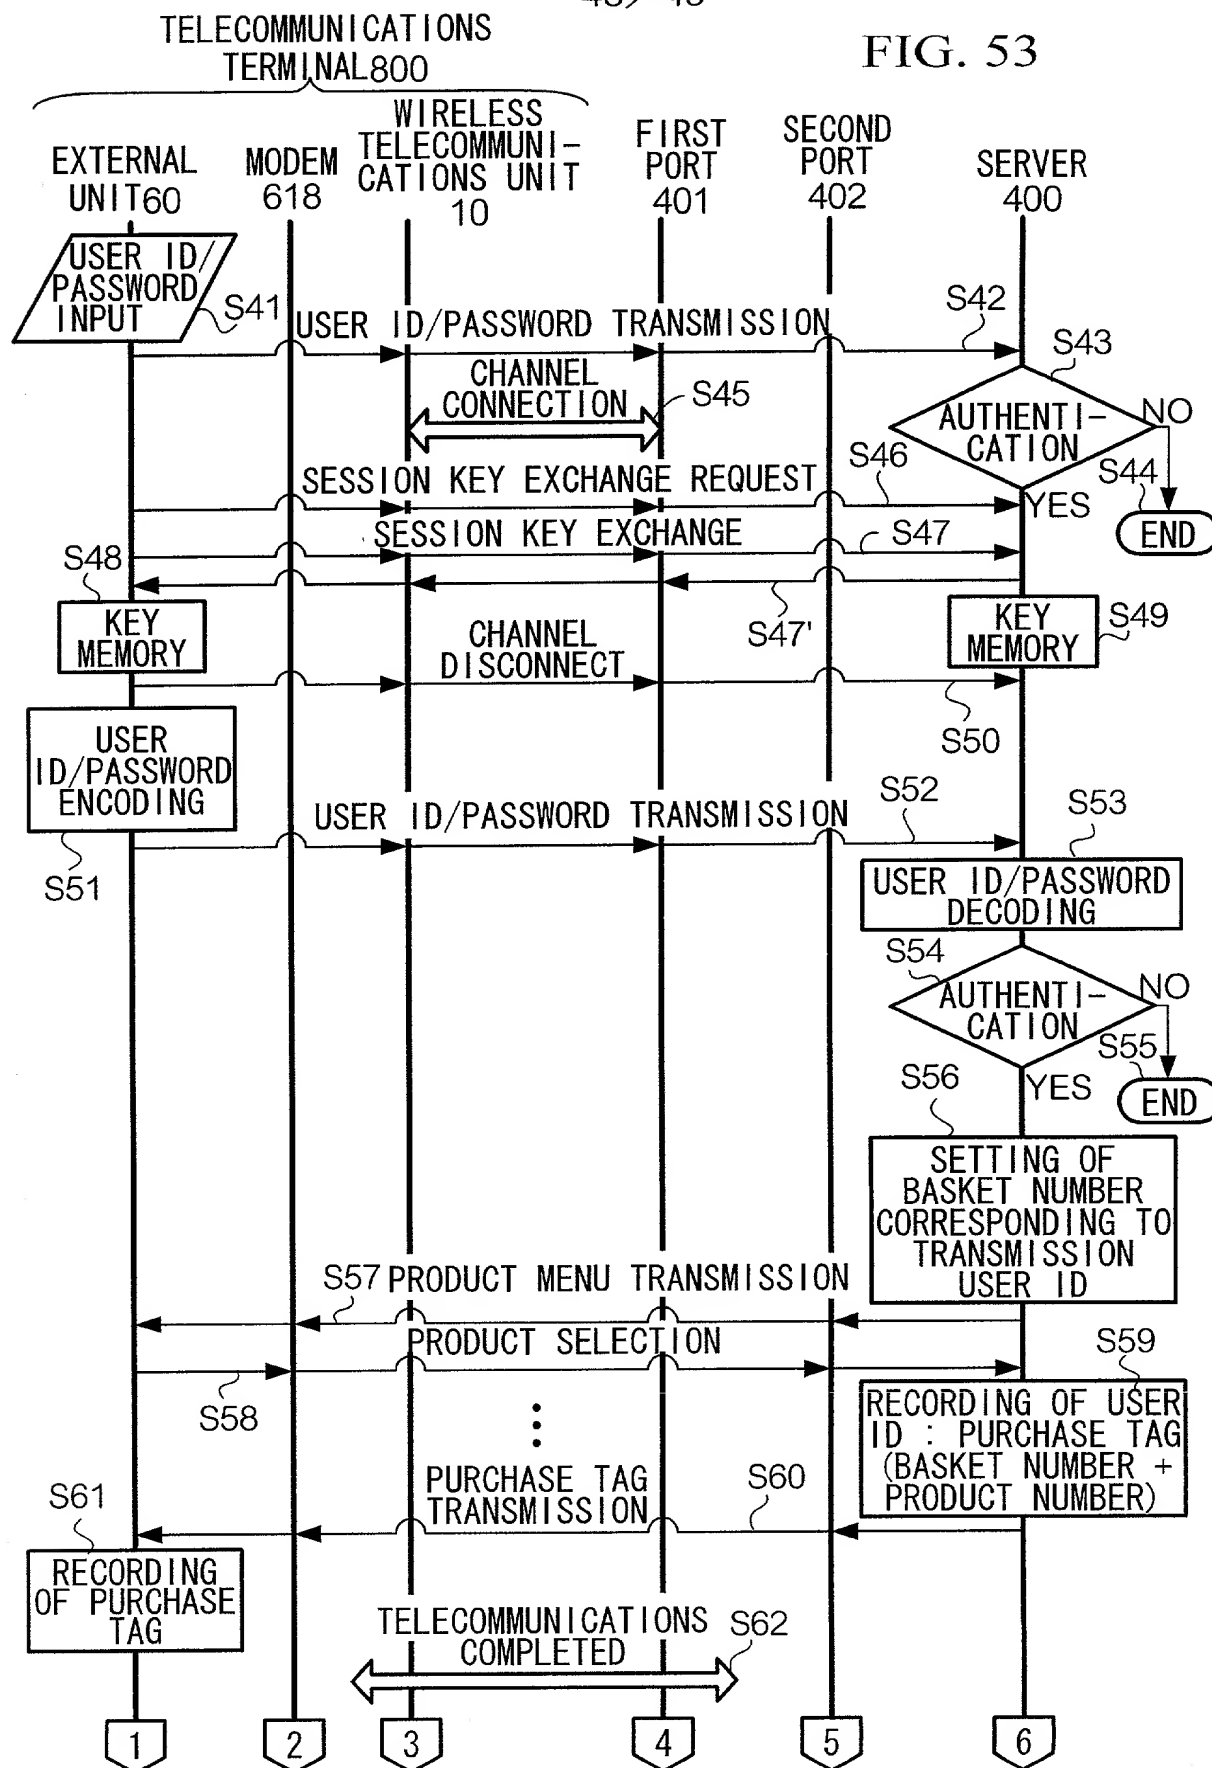 FIG. 53
TELECOMMUNICATIONS
TERMINAL800
EXTERNAL
UNIT60
MODEM
618
WIRELESS
TELECOMMUNI-
CATIONS UNIT
10
FIRST
PORT
401
SECOND
PORT
402
SERVER
400
USER ID/
PASSWORD
INPUT
S41
USER ID/PASSWORD TRANSMISSION
S42
S43
CHANNEL
CONNECTION
S45
AUTHENTI-
CATION
NO
S44
END
YES
SESSION KEY EXCHANGE REQUEST
S46
SESSION KEY EXCHANGE
S47
S47'
S48
KEY
MEMORY
KEY
MEMORY
S49
CHANNEL
DISCONNECT
S50
USER
ID/PASSWORD
ENCODING
S51
USER ID/PASSWORD TRANSMISSION
S52
S53
USER ID/PASSWORD
DECODING
S54
AUTHENTI-
CATION
NO
S55
END
YES
S56
SETTING OF
BASKET NUMBER
CORRESPONDING TO
TRANSMISSION
USER ID
S57
PRODUCT MENU TRANSMISSION
PRODUCT SELECTION
S58
S59
RECORDING OF USER
ID : PURCHASE TAG
(BASKET NUMBER +
PRODUCT NUMBER)
PURCHASE TAG
TRANSMISSION
S60
S61
RECORDING
OF PURCHASE
TAG
TELECOMMUNICATIONS
COMPLETED
S62
1
2
3
4
5
6